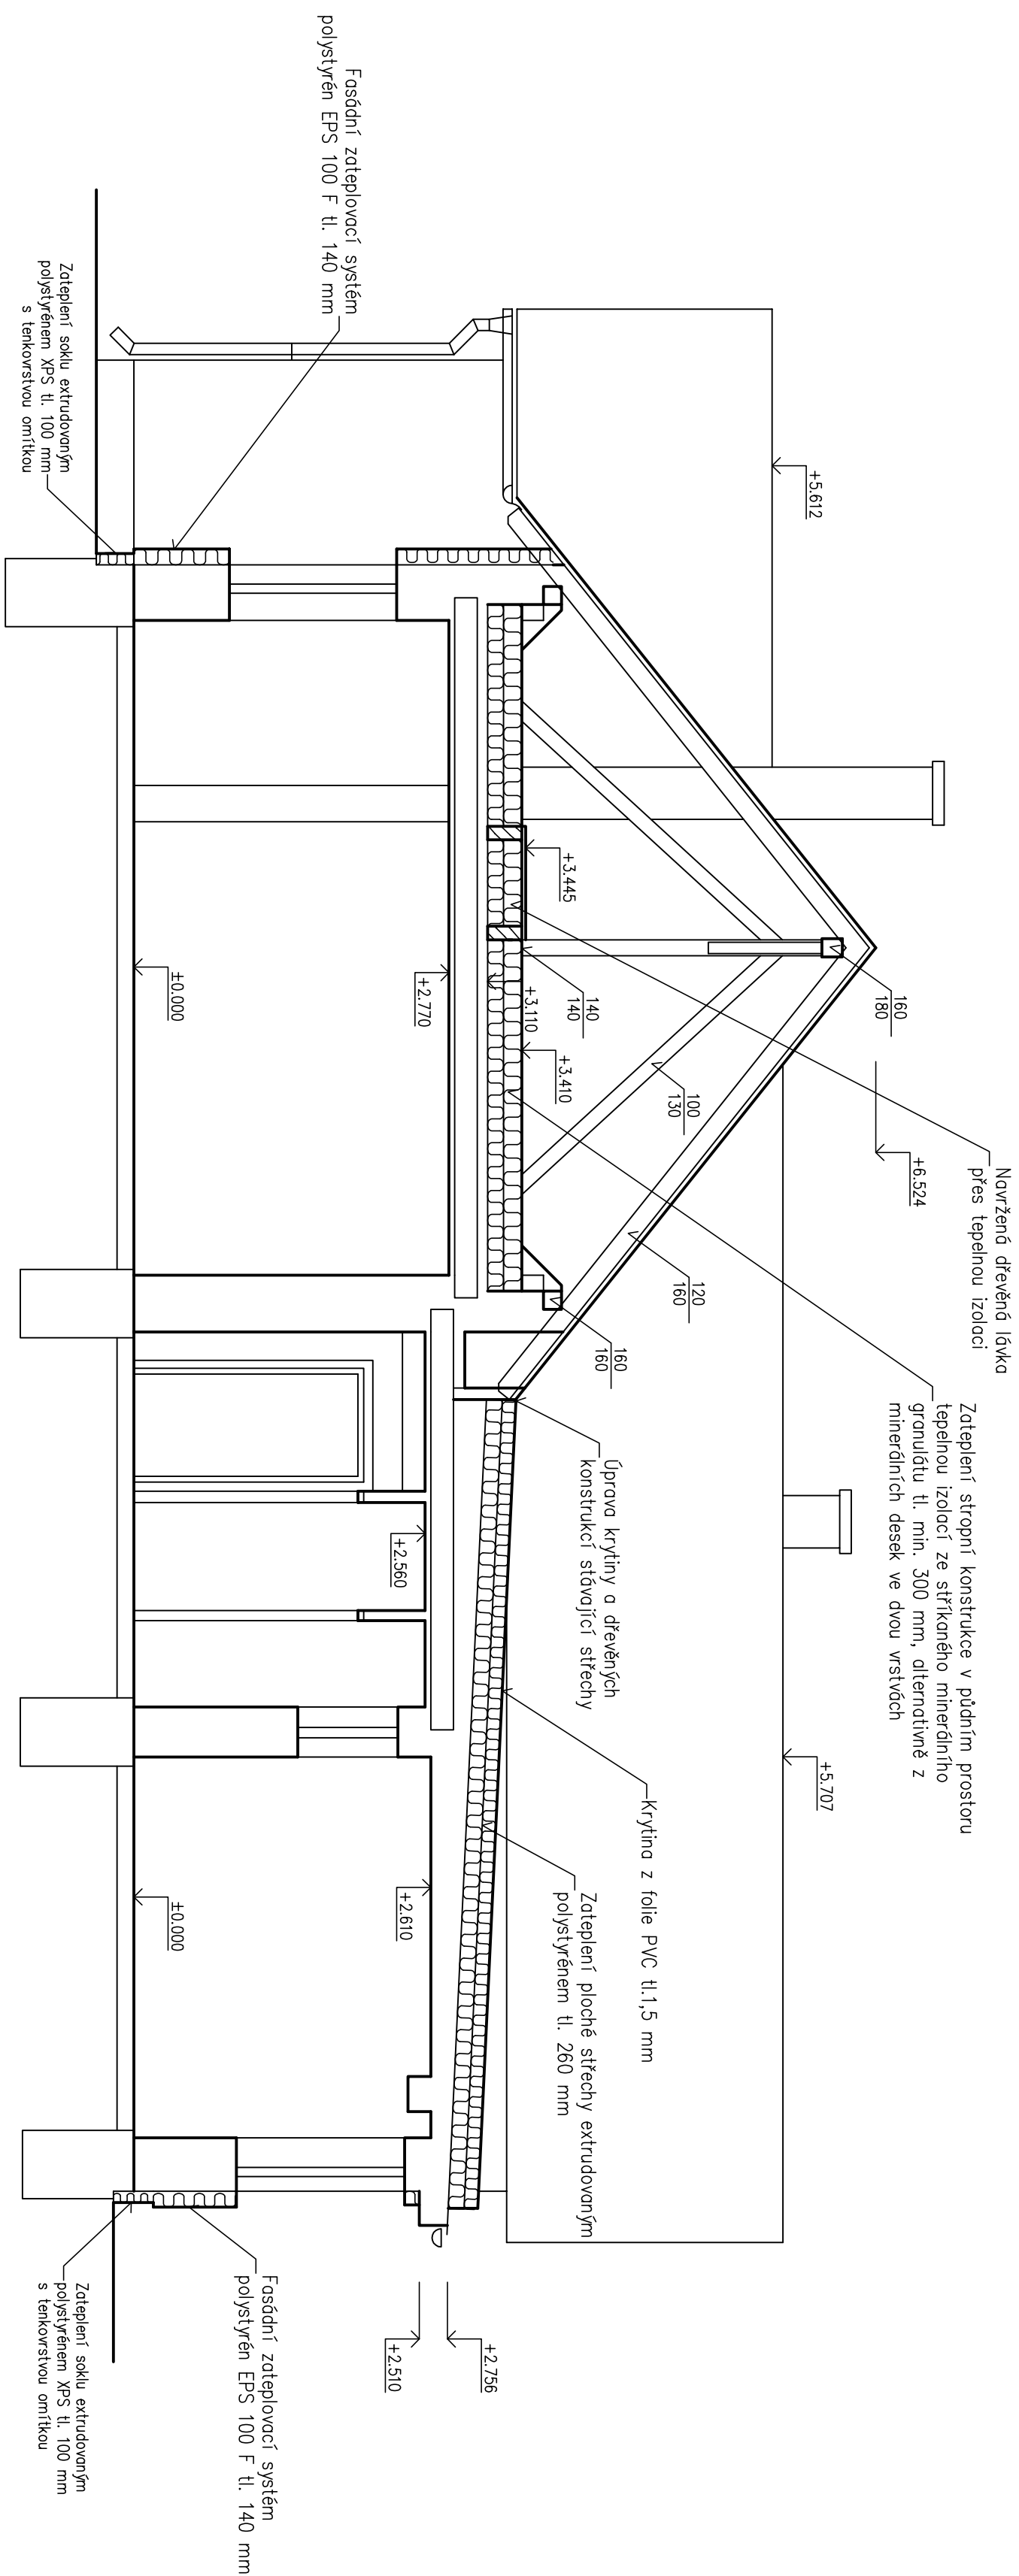 Navržená dřevěná lávka
přes tepelnou izolaci
Zateplení stropní konstrukce v půdním prostoru
tepelnou izolací ze stříkaného minerálního
granulátu tl. min. 300 mm, alternativně z
minerálních desek ve dvou vrstvách
+6.524
+5.612
+5.707
160
180
100
130
120
160
160
160
140
140
+3.445
+3.110
+3.410
+2.770
±0.000
Úprava krytiny a dřevěných
konstrukcí stávající střechy
Krytina z folie PVC tl.1,5 mm
Zateplení ploché střechy extrudovaným
polystyrénem tl. 260 mm
+2.560
+2.610
±0.000
+2.756
+2.510
Fasádní zateplovací systém
polystyrén EPS 100 F tl. 140 mm
Zateplení soklu extrudovaným
polystyrénem XPS tl. 100 mm
s tenkovrstvou omítkou
Fasádní zateplovací systém
polystyrén EPS 100 F tl. 140 mm
Zateplení soklu extrudovaným
polystyrénem XPS tl. 100 mm
s tenkovrstvou omítkou